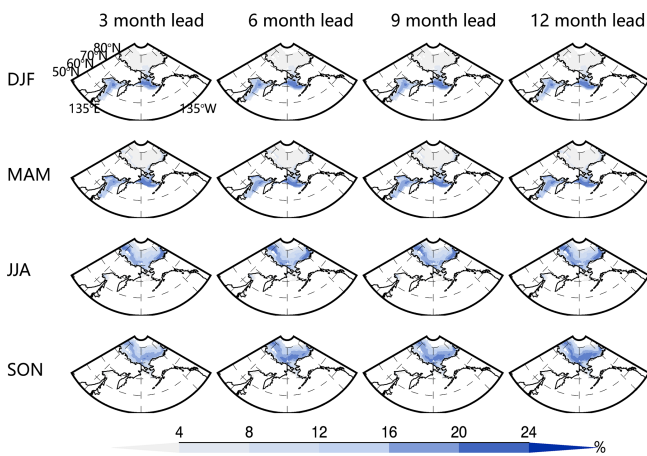 3 month lead 6 month lead 9 month lead 12 month lead
80°N
70°N
60°N
50°N
DJF
135°E 135°W
MAM
JJA
SON
4 8 12 16 20 24
%